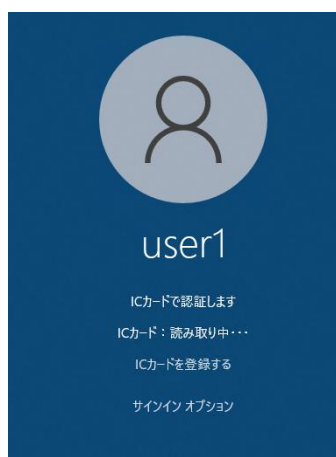 user1
ICカードで認証します
ICカード：読み取り中･･･
ICカードを登録する
サインイン オプション